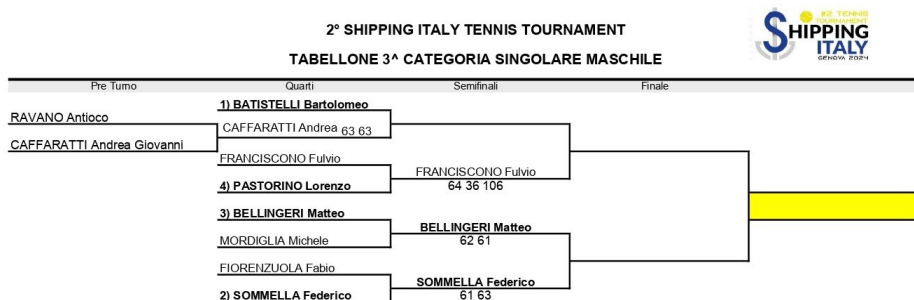 2° SHIPPING ITALY TENNIS TOURNAMENT
TABELLONE 3^ CATEGORIA SINGOLARE MASCHILE
#2 TENNIS
TOURNAMENT
SHIPPING
ITALY
GENOVA 2024
Pre Turno Quarti Semifinali Finale
1) BATISTELLI Bartolomeo
RAVANO Antioco
CAFFARATTI Andrea 63 63
CAFFARATTI Andrea Giovanni
FRANCISCONO Fulvio
FRANCISCONO Fulvio
4) PASTORINO Lorenzo
64 36 106
3) BELLINGERI Matteo
BELLINGERI Matteo
MORDIGLIA Michele
62 61
FIORENZUOLA Fabio
SOMMELLA Federico
2) SOMMELLA Federico
61 63